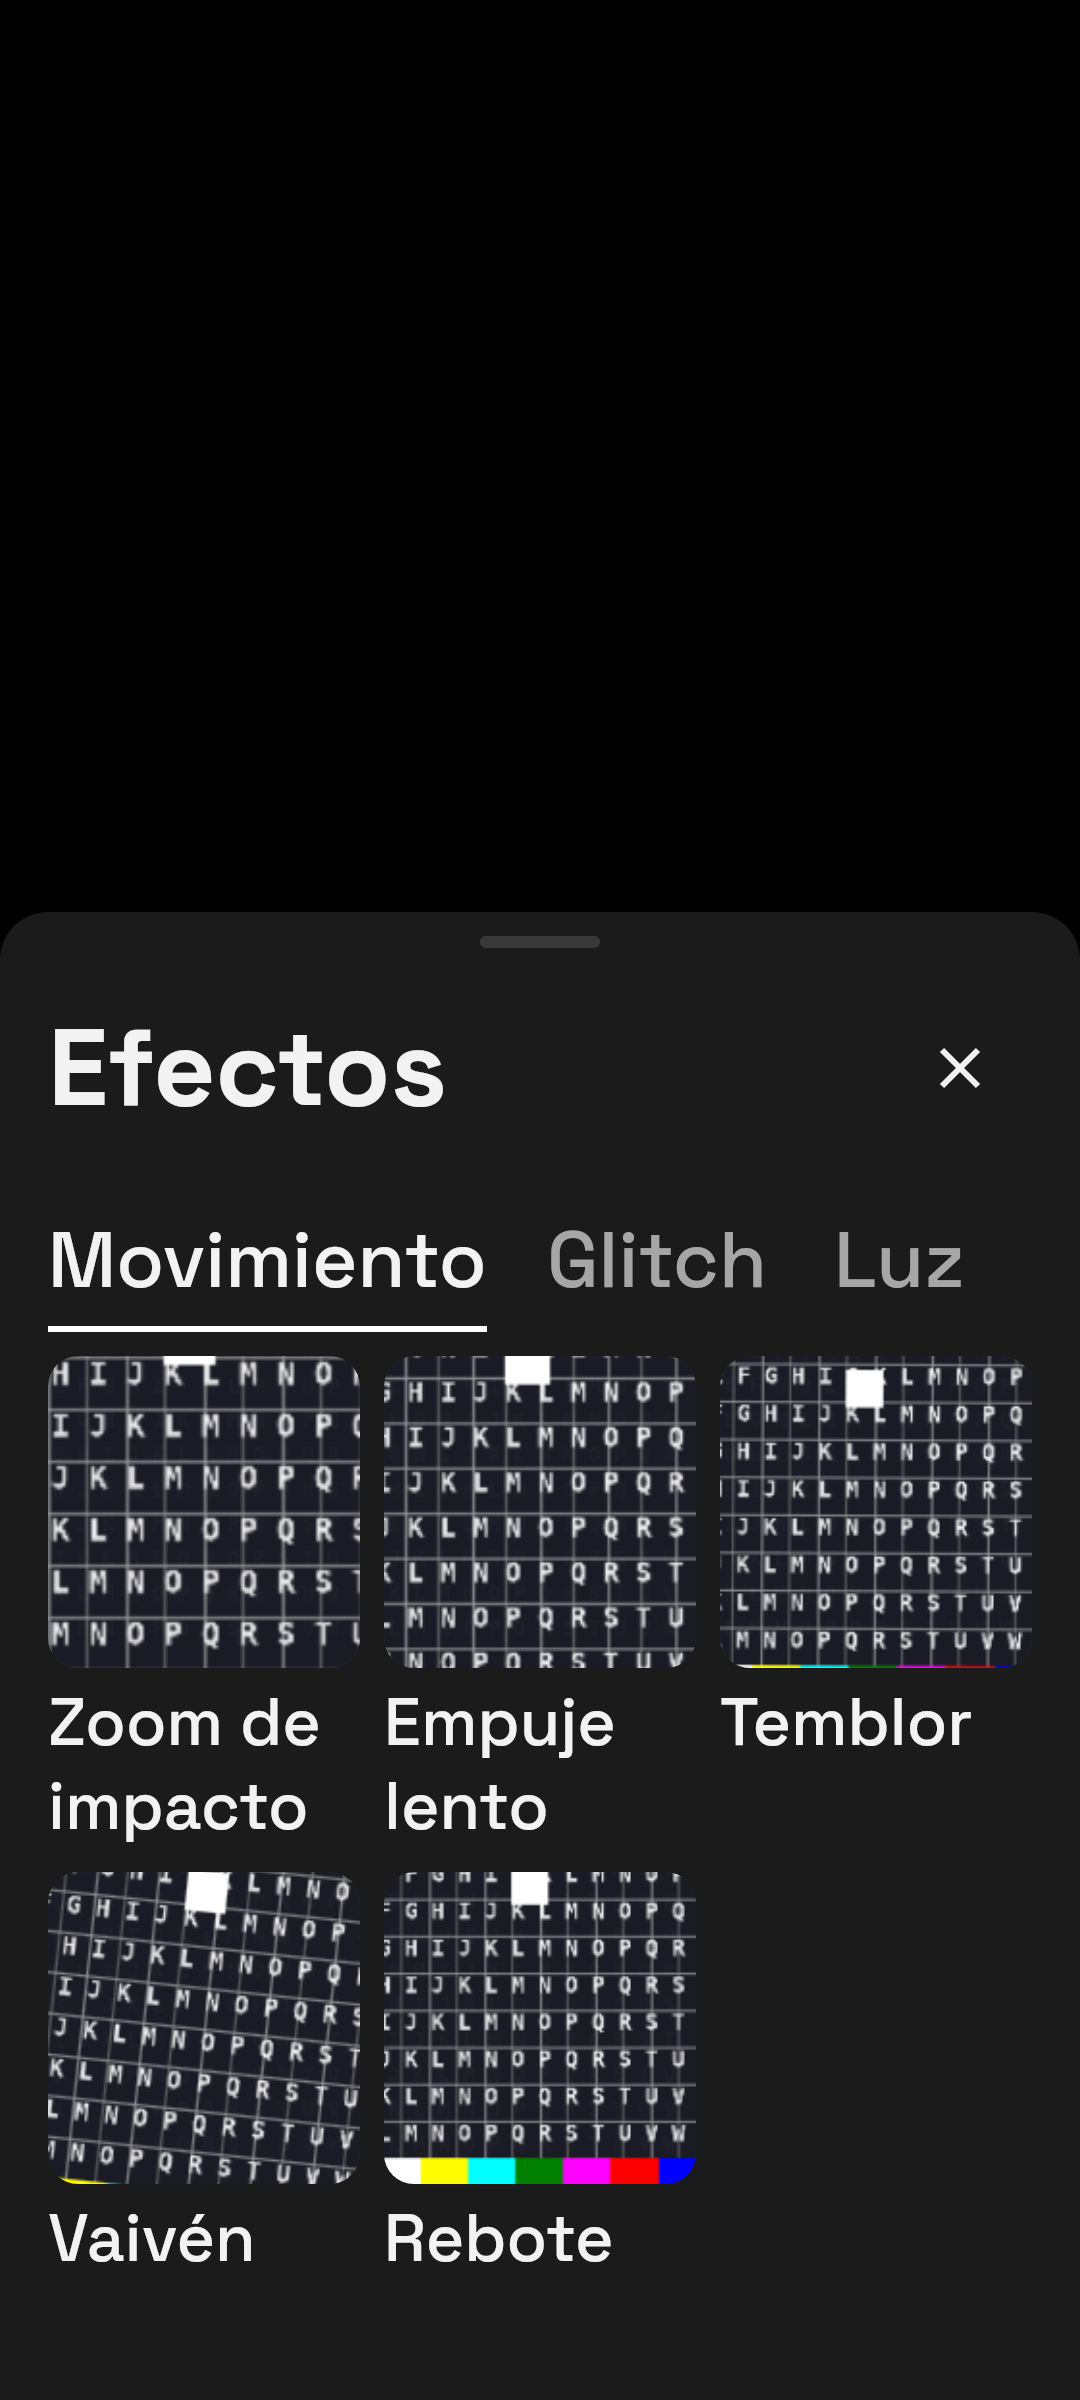 Efectos
Movimiento Glitch Luz
H I J K L M N O
I J K L M N O P
J K L M N O P Q
K L M N O P Q R S
L M N O P Q R S T
M N O P Q R S T U
G H I J K L M N O P
H I J K L M N O P Q
I J K L M N O P Q R
J K L M N O P Q R S
K L M N O P Q R S T
L M N O P Q R S T U
N O P Q R S T U V
F G H I K L M N O P
G H I J K L M N O P Q
H I J K L M N O P Q R
I J K L M N O P Q R S
J K L M N O P Q R S T
K L M N O P Q R S T U
L M N O P Q R S T U V
M N O P Q R S T U V W
Zoom de
impacto
Empuje
lento
Temblor
H I K L M N O
G H I J K L M N O P
H I J K L M N O P Q
I J K L M N O P Q R S
J K L M N O P Q R S T
K L M N O P Q R S T U
L M N O P Q R S T U V
M N O P Q R S T U V W
F G H I K L M N O P
F G H I J K L M N O P Q
G H I J K L M N O P Q R
H I J K L M N O P Q R S
I J K L M N O P Q R S T
J K L M N O P Q R S T U
K L M N O P Q R S T U V
L M N O P Q R S T U V W
Vaivén
Rebote